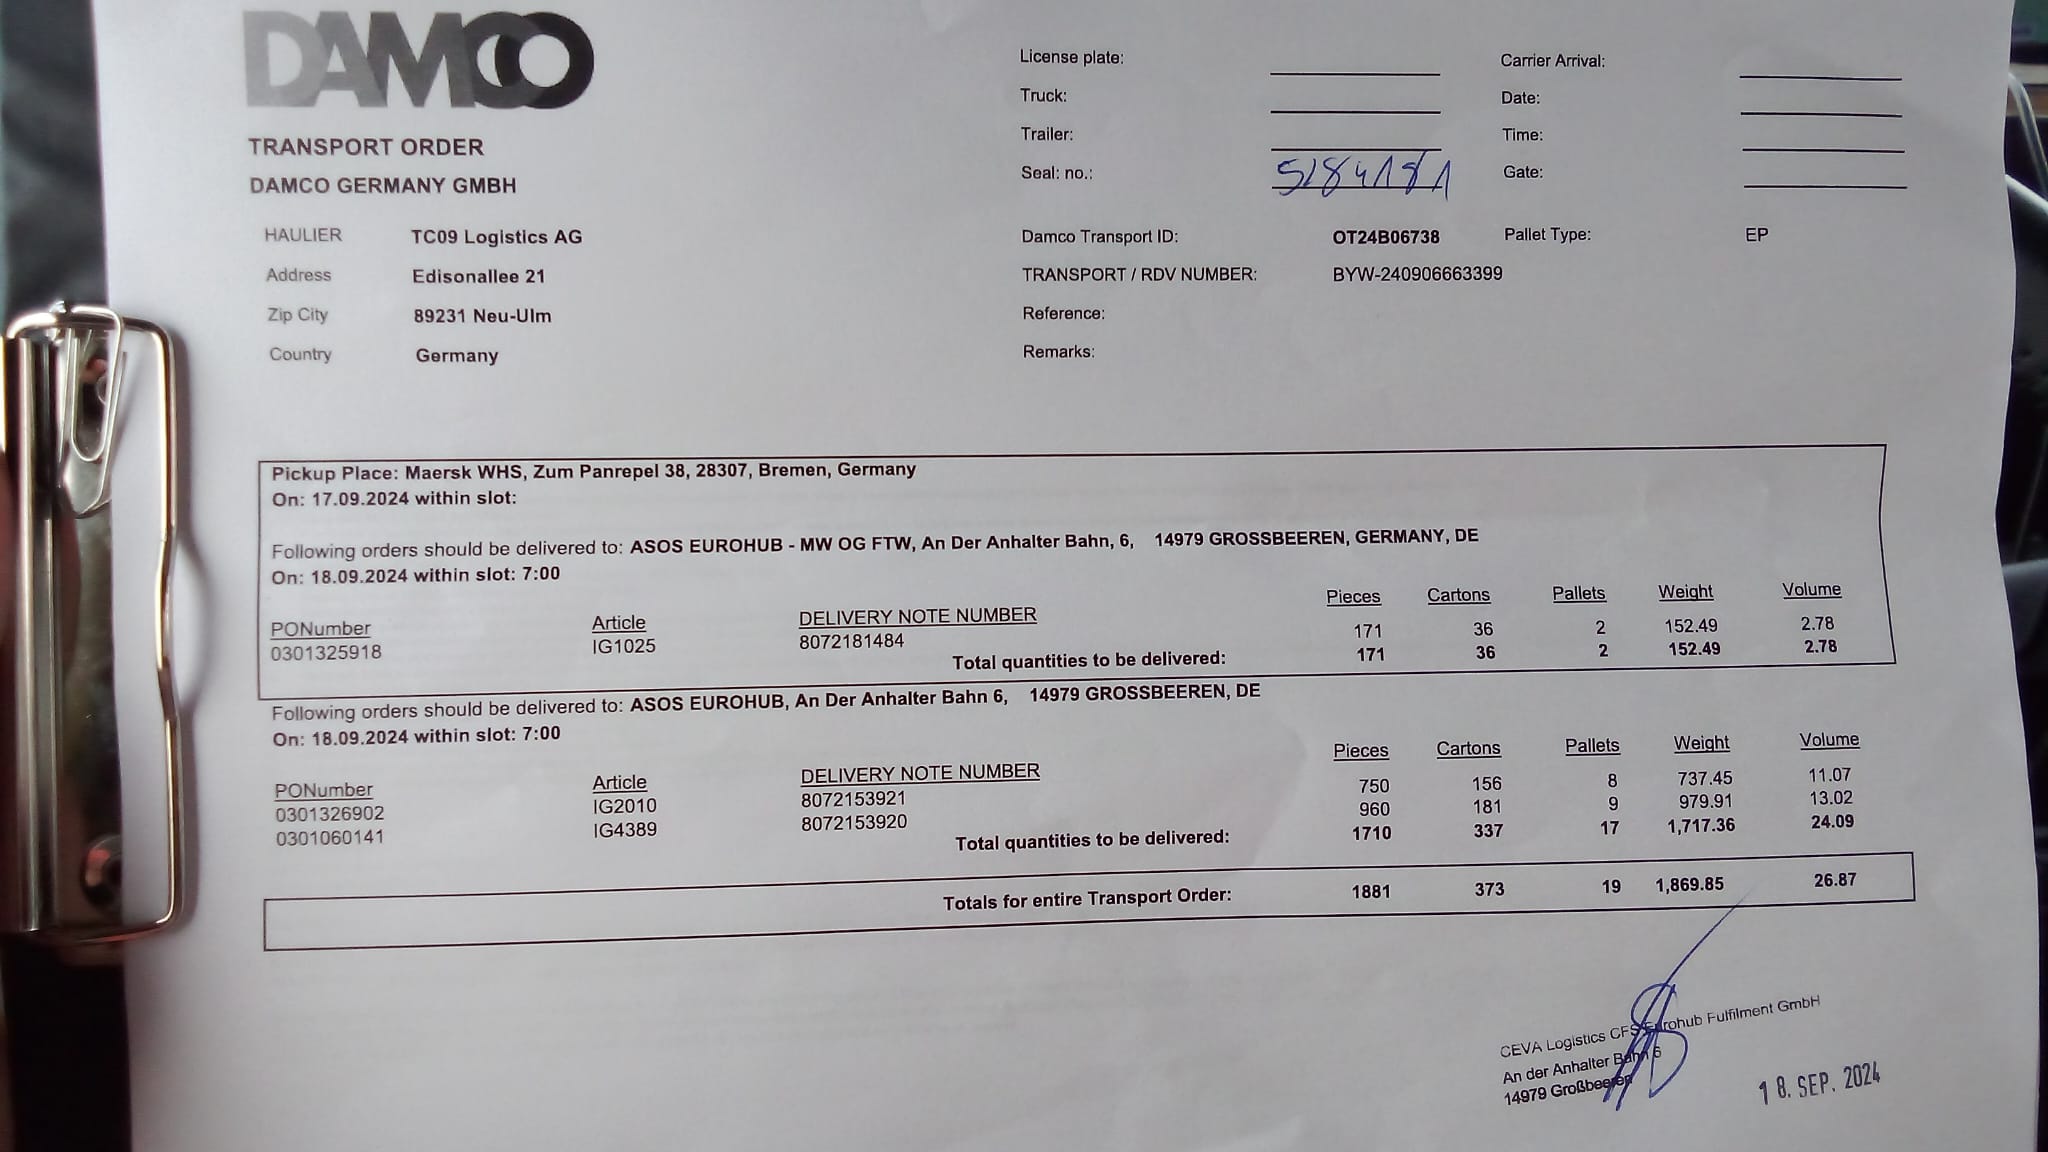 DAMCO
TRANSPORT ORDER
DAMCO GERMANY GMBH
HAULIER TC09 Logistics AG
Address Edisonallee 21
Zip City 89231 Neu-Ulm
Country Germany
License plate: Carrier Arrival:
Truck: Date:
Trailer: Time:
Seal: no.: 5184181 Gate:
Damco Transport ID: OT24B06738 Pallet Type: EP
TRANSPORT / RDV NUMBER: BYW-240906663399
Reference:
Remarks:
Pickup Place: Maersk WHS, Zum Panrepel 38, 28307, Bremen, Germany
On: 17.09.2024 within slot:
Following orders should be delivered to: ASOS EUROHUB - MW OG FTW, An Der Anhalter Bahn, 6, 14979 GROSSBEEREN, GERMANY, DE
On: 18.09.2024 within slot: 7:00
PONumber Article DELIVERY NOTE NUMBER Pieces Cartons Pallets Weight Volume
0301325918 IG1025 8072181484 171 36 2 152.49 2.78
Total quantities to be delivered: 171 36 2 152.49 2.78
Following orders should be delivered to: ASOS EUROHUB, An Der Anhalter Bahn 6, 14979 GROSSBEEREN, DE
On: 18.09.2024 within slot: 7:00
PONumber Article DELIVERY NOTE NUMBER Pieces Cartons Pallets Weight Volume
0301326902 IG2010 8072153921 750 156 8 737.45 11.07
0301060141 IG4389 8072153920 960 181 9 979.91 13.02
Total quantities to be delivered: 1710 337 17 1,717.36 24.09
Totals for entire Transport Order: 1881 373 19 1,869.85 26.87
CEVA Logistics CFS Eurohub Fulfilment GmbH
An der Anhalter Bahn 6
14979 Großbeeren
18. SEP. 2024